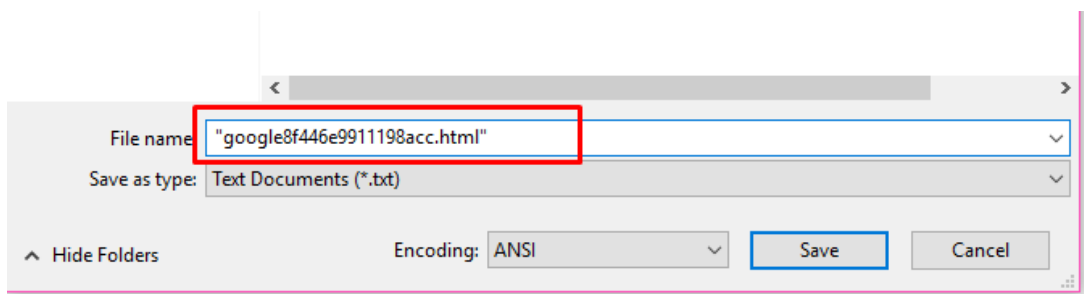 File name: "google8f446e9911198acc.html"
Save as type: Text Documents (*.txt)
Hide Folders Encoding: ANSI Save Cancel